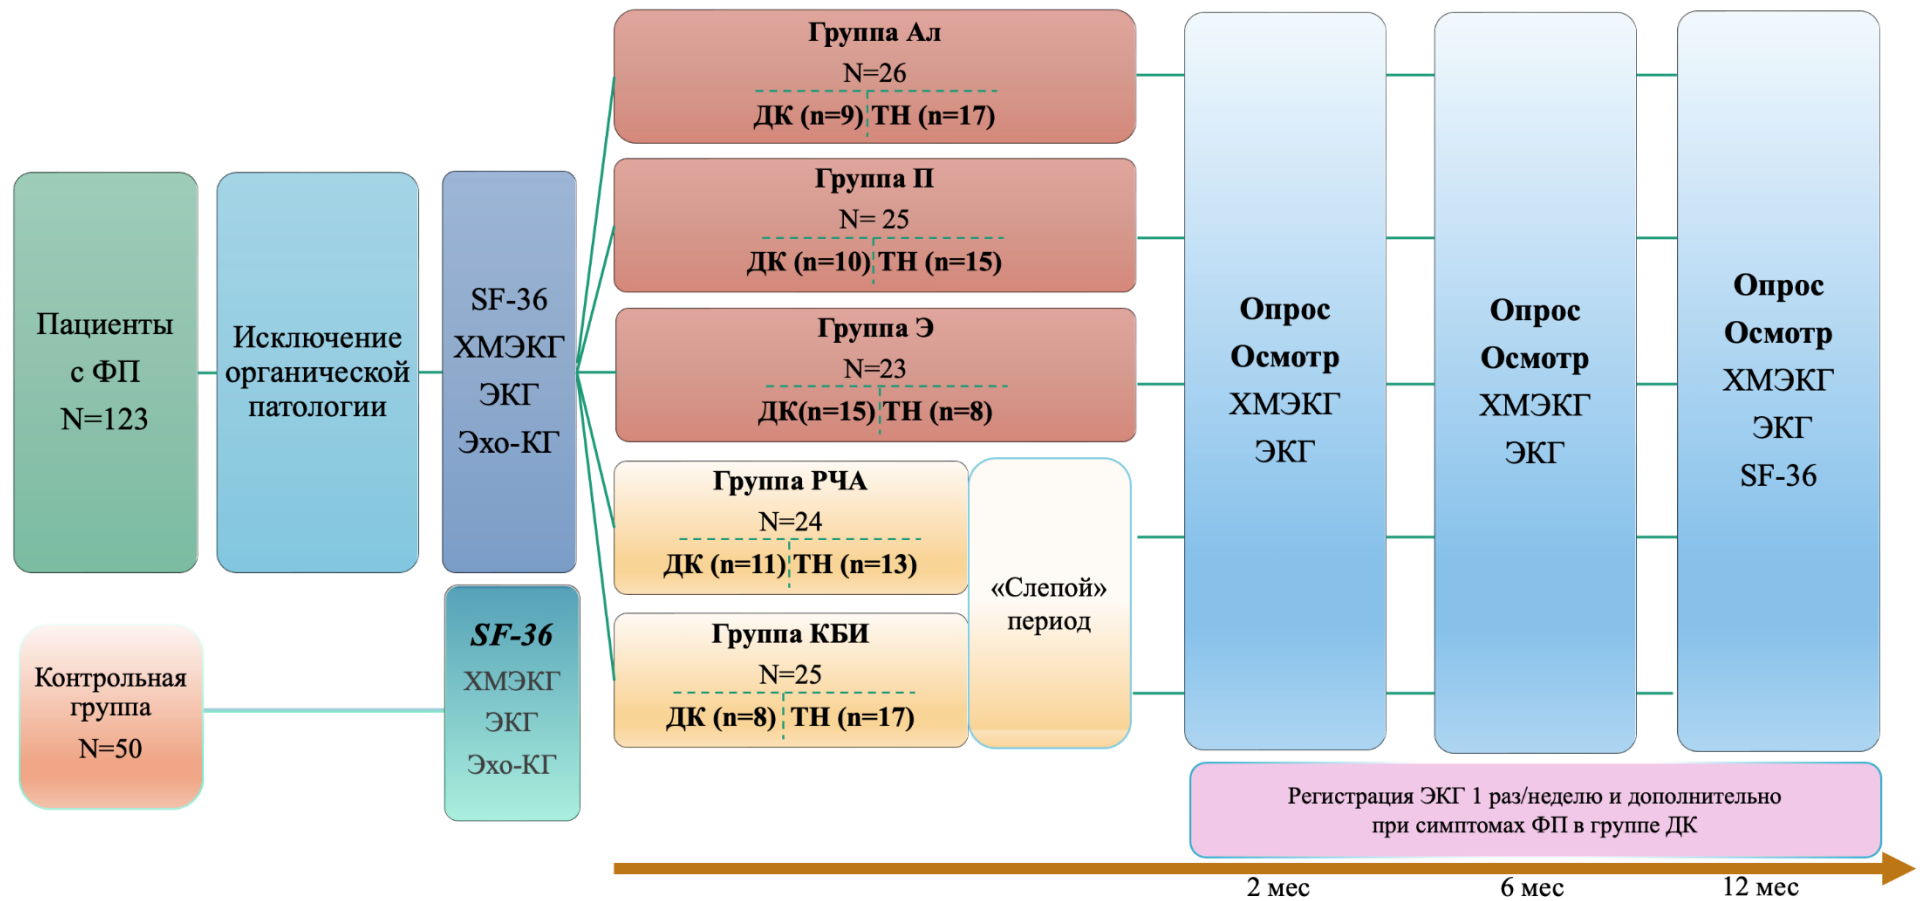 Пациенты
с ФП
N=123
Исключение
органической
патологии
SF-36
ХМЭКГ
ЭКГ
Эхо-КГ
Контрольная
группа
N=50
SF-36
ХМЭКГ
ЭКГ
Эхо-КГ
Группа Ал
N=26
ДК (n=9) ТН (n=17)
Группа П
N= 25
ДК (n=10) ТН (n=15)
Группа Э
N=23
ДК(n=15) ТН (n=8)
Группа РЧА
N=24
ДК (n=11) ТН (n=13)
Группа КБИ
N=25
ДК (n=8) ТН (n=17)
«Слепой»
период
Опрос
Осмотр
ХМЭКГ
ЭКГ
Опрос
Осмотр
ХМЭКГ
ЭКГ
Опрос
Осмотр
ХМЭКГ
ЭКГ
SF-36
Регистрация ЭКГ 1 раз/неделю и дополнительно
при симптомах ФП в группе ДК
2 мес
6 мес
12 мес